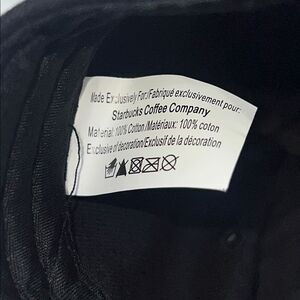 Made Exclusively For:/Fabriqué exclusivement pour:
Starbucks Coffee Company
Material: 100% Cotton/Matériaux: 100% coton
Exclusive of decoration/Exclusif de la décoration